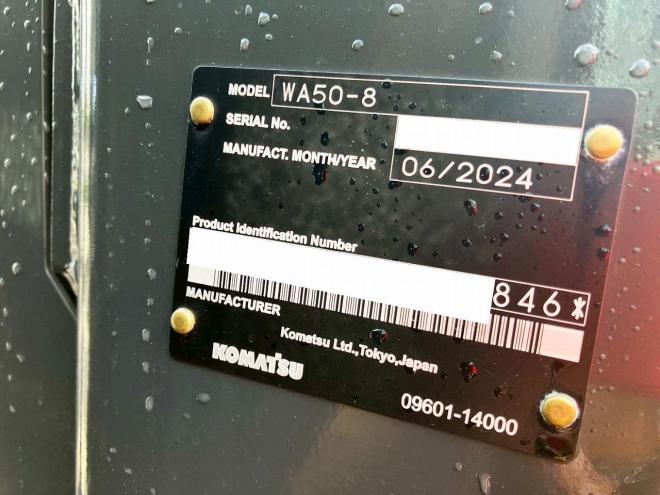 MODEL WA50-8
SERIAL No.
MANUFACT. MONTH/YEAR 06/2024
Product Identification Number
846*
MANUFACTURER
Komatsu Ltd.,Tokyo,Japan
KOMATSU
09601-14000